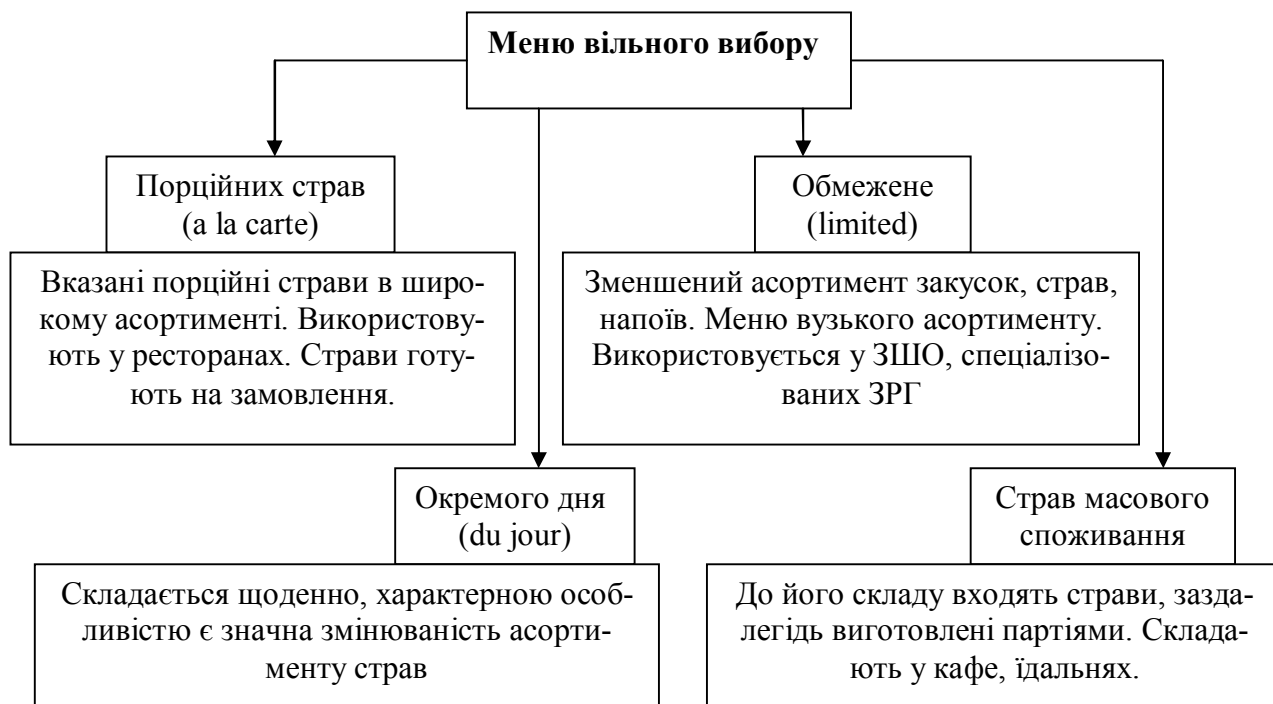 Меню вільного вибору
Порційних страв
(a la carte)
Вказані порційні страви в широ-
кому асортименті. Використову-
ють у ресторанах. Страви готу-
ють на замовлення.
Обмежене
(limited)
Зменшений асортимент закусок, страв,
напоїв. Меню вузького асортименту.
Використовується у ЗШО, спеціалізо-
ваних ЗРГ
Окремого дня
(du jour)
Складається щоденно, характерною особ-
ливістю є значна змінюваність асорти-
менту страв
Страв масового
споживання
До його складу входять страви, зазда-
легідь виготовлені партіями. Склада-
ють у кафе, їдальнях.